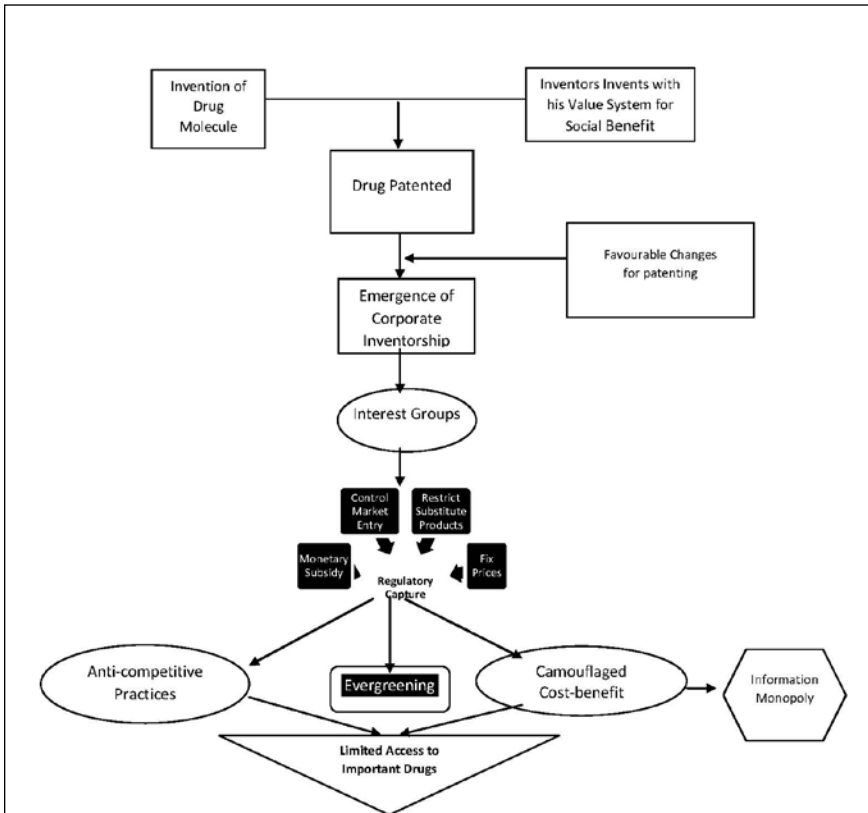 Invention of
Drug
Molecule
Inventors Invents with
his Value System for
Social Benefit
Drug Patented
Favourable Changes
for patenting
Emergence of
Corporate
Inventorship
Interest Groups
Control
Market
Entry
Restrict
Substitute
Products
Monetary
Subsidy
Fix
Prices
Regulatory
Capture
Anti-competitive
Practices
Evergreening
Camouflaged
Cost-benefit
Information
Monopoly
Limited Access to
Important Drugs